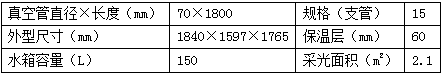 真空管直径×长度（mm） 70×1800 规格（支管） 15
外型尺寸（mm） 1840×1597×1765 保温层（mm） 60
水箱容量（L） 150 采光面积（m²） 2.1